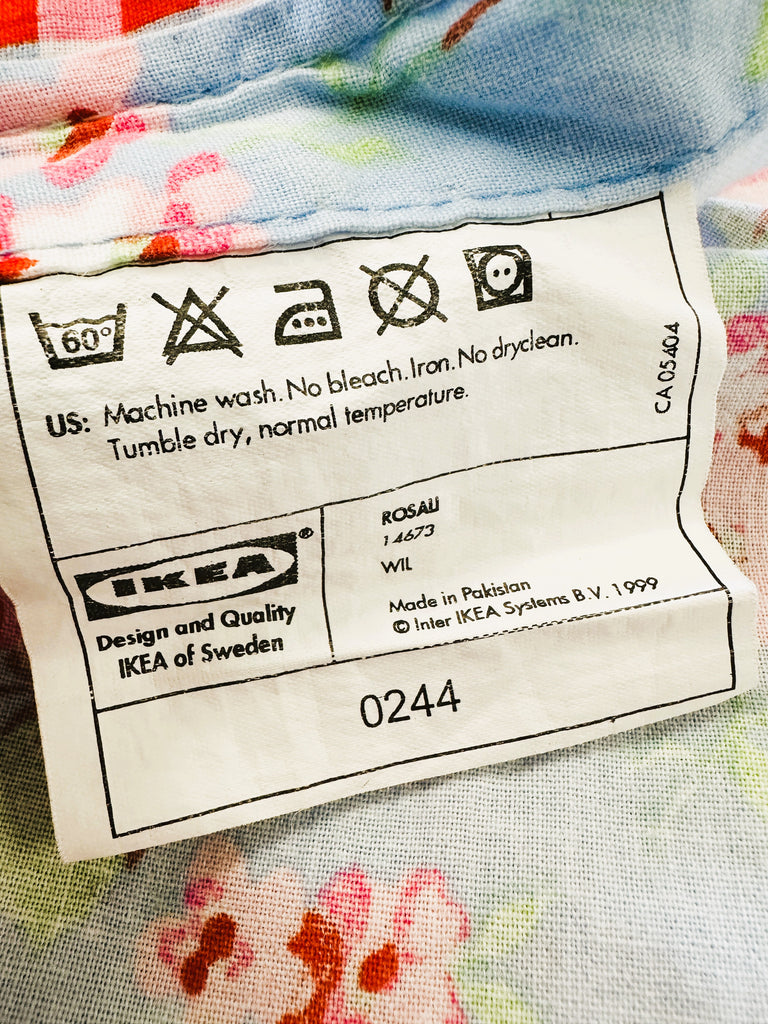 60°
US: Machine wash. No bleach. Iron. No dryclean.
Tumble dry, normal temperature.
CA 05404
IKEA®
Design and Quality
IKEA of Sweden
ROSALI
14673
WIL
Made in Pakistan
© Inter IKEA Systems B.V. 1999
0244